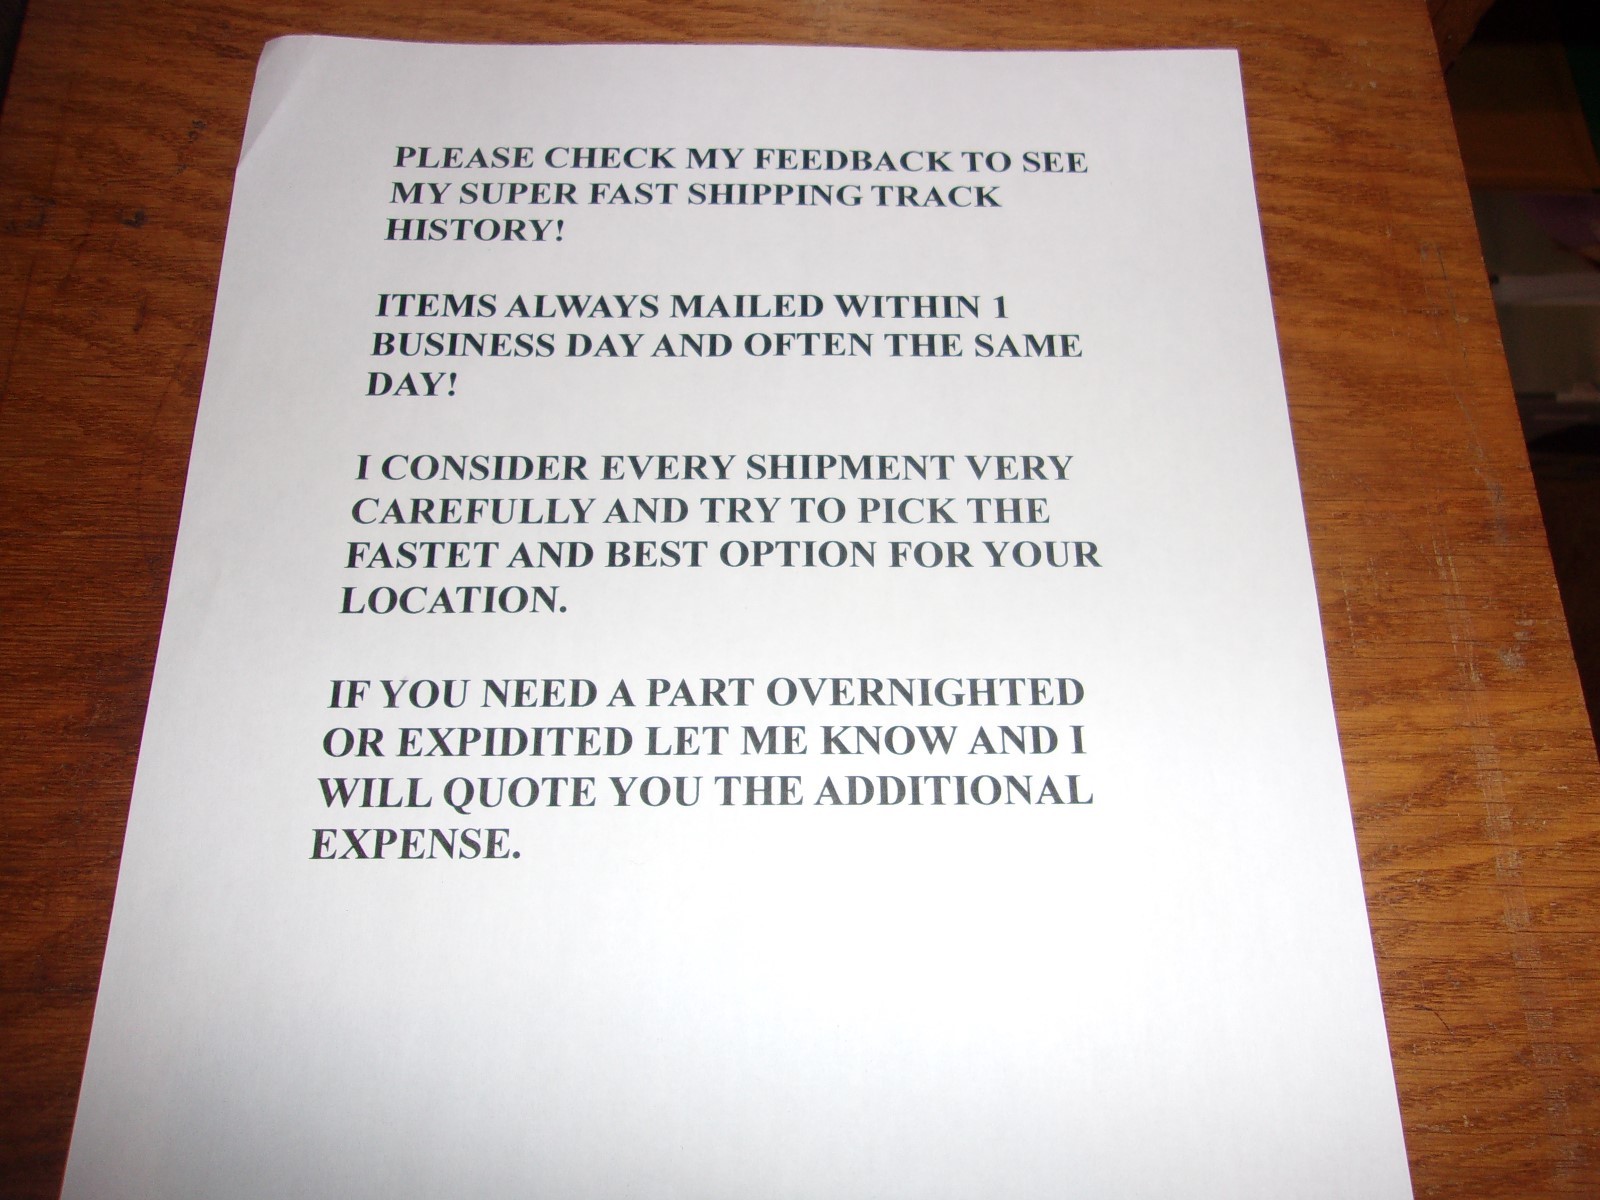 PLEASE CHECK MY FEEDBACK TO SEE
MY SUPER FAST SHIPPING TRACK
HISTORY!
ITEMS ALWAYS MAILED WITHIN 1
BUSINESS DAY AND OFTEN THE SAME
DAY!
I CONSIDER EVERY SHIPMENT VERY
CAREFULLY AND TRY TO PICK THE
FASTET AND BEST OPTION FOR YOUR
LOCATION.
IF YOU NEED A PART OVERNIGHTED
OR EXPIDITED LET ME KNOW AND I
WILL QUOTE YOU THE ADDITIONAL
EXPENSE.